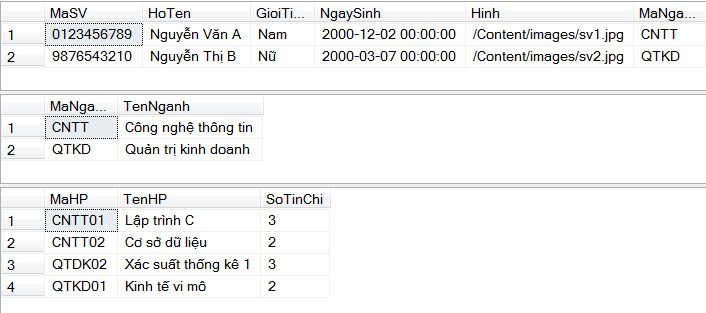 MaSV HoTen GioiTi... NgaySinh Hinh MaNgan...
1 0123456789 Nguyễn Văn A Nam 2000-12-02 00:00:00 /Content/images/sv1.jpg CNTT
2 9876543210 Nguyễn Thị B Nữ 2000-03-07 00:00:00 /Content/images/sv2.jpg QTKD
MaNga... TenNganh
1 CNTT Công nghệ thông tin
2 QTKD Quản trị kinh doanh
MaHP TenHP SoTinChi
1 CNTT01 Lập trình C 3
2 CNTT02 Cơ sở dữ liệu 2
3 QTDK02 Xác suất thống kê 1 3
4 QTKD01 Kinh tế vi mô 2